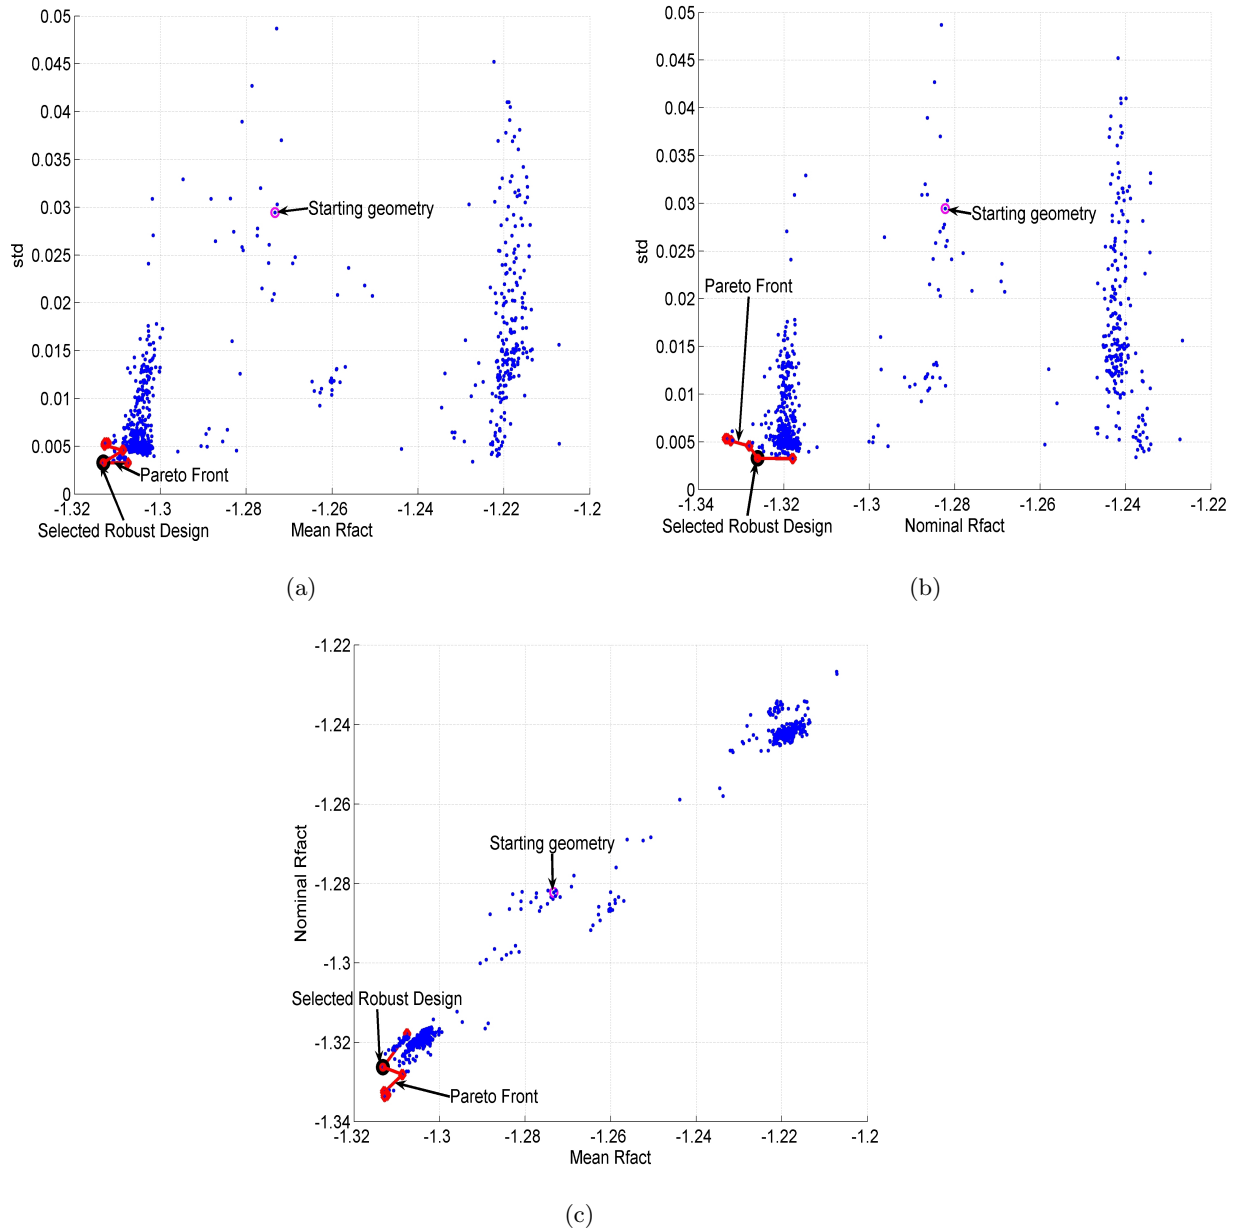 0.05
0.045
0.04
0.035
0.03
0.025
0.02
0.015
0.01
0.005
0
std
Starting geometry
Pareto Front
-1.32
-1.3
-1.28
-1.26
-1.24
-1.22
-1.2
Selected Robust Design
Mean Rfact
(a)
0.05
0.045
0.04
0.035
0.03
0.025
0.02
0.015
0.01
0.005
0
std
Starting geometry
Pareto Front
-1.34
-1.32
-1.3
-1.28
-1.26
-1.24
-1.22
Selected Robust Design
Nominal Rfact
(b)
-1.22
-1.24
-1.26
-1.28
-1.3
-1.32
-1.34
Nominal Rfact
Starting geometry
Selected Robust Design
Pareto Front
-1.32
-1.3
-1.28
-1.26
-1.24
-1.22
-1.2
Mean Rfact
(c)